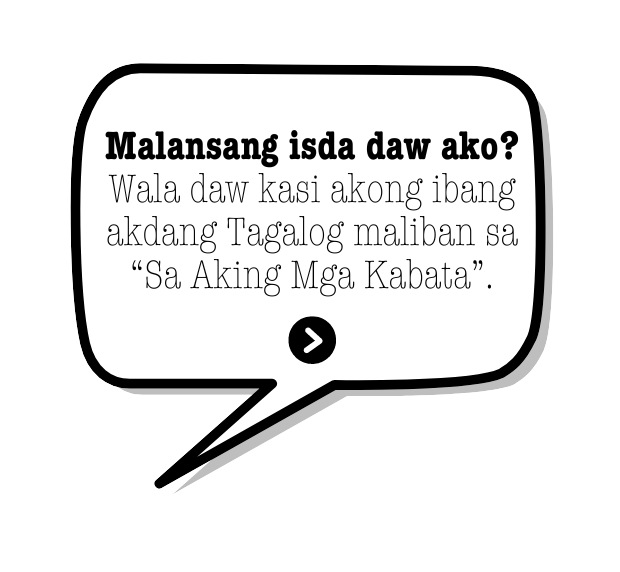 Malansang isda daw ako?
Wala daw kasi akong ibang
akdang Tagalog maliban sa
“Sa Aking Mga Kabata”.